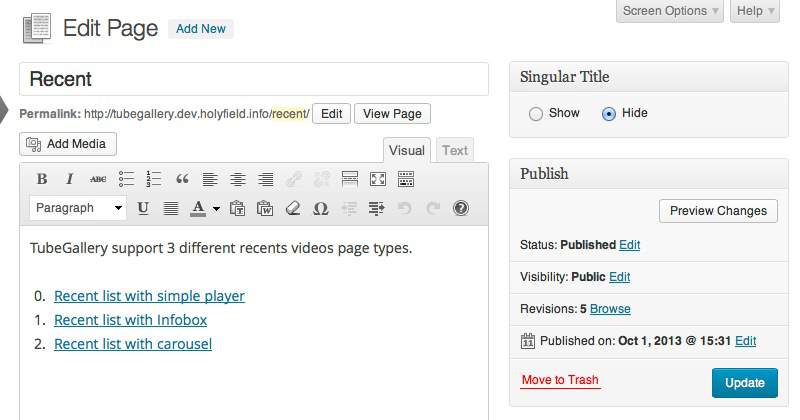 Edit Page Add New
Screen Options ▾ Help ▾
Recent
Permalink: http://tubegallery.dev.holyfield.info/recent/ Edit View Page
Add Media
Visual Text
B I ABC
Paragraph U A Ω
TubeGallery support 3 different recents videos page types.
0. Recent list with simple player
1. Recent list with Infobox
2. Recent list with carousel
Singular Title
Show Hide
Publish
Preview Changes
Status: Published Edit
Visibility: Public Edit
Revisions: 5 Browse
11 Published on: Oct 1, 2013 @ 15:31 Edit
Move to Trash Update